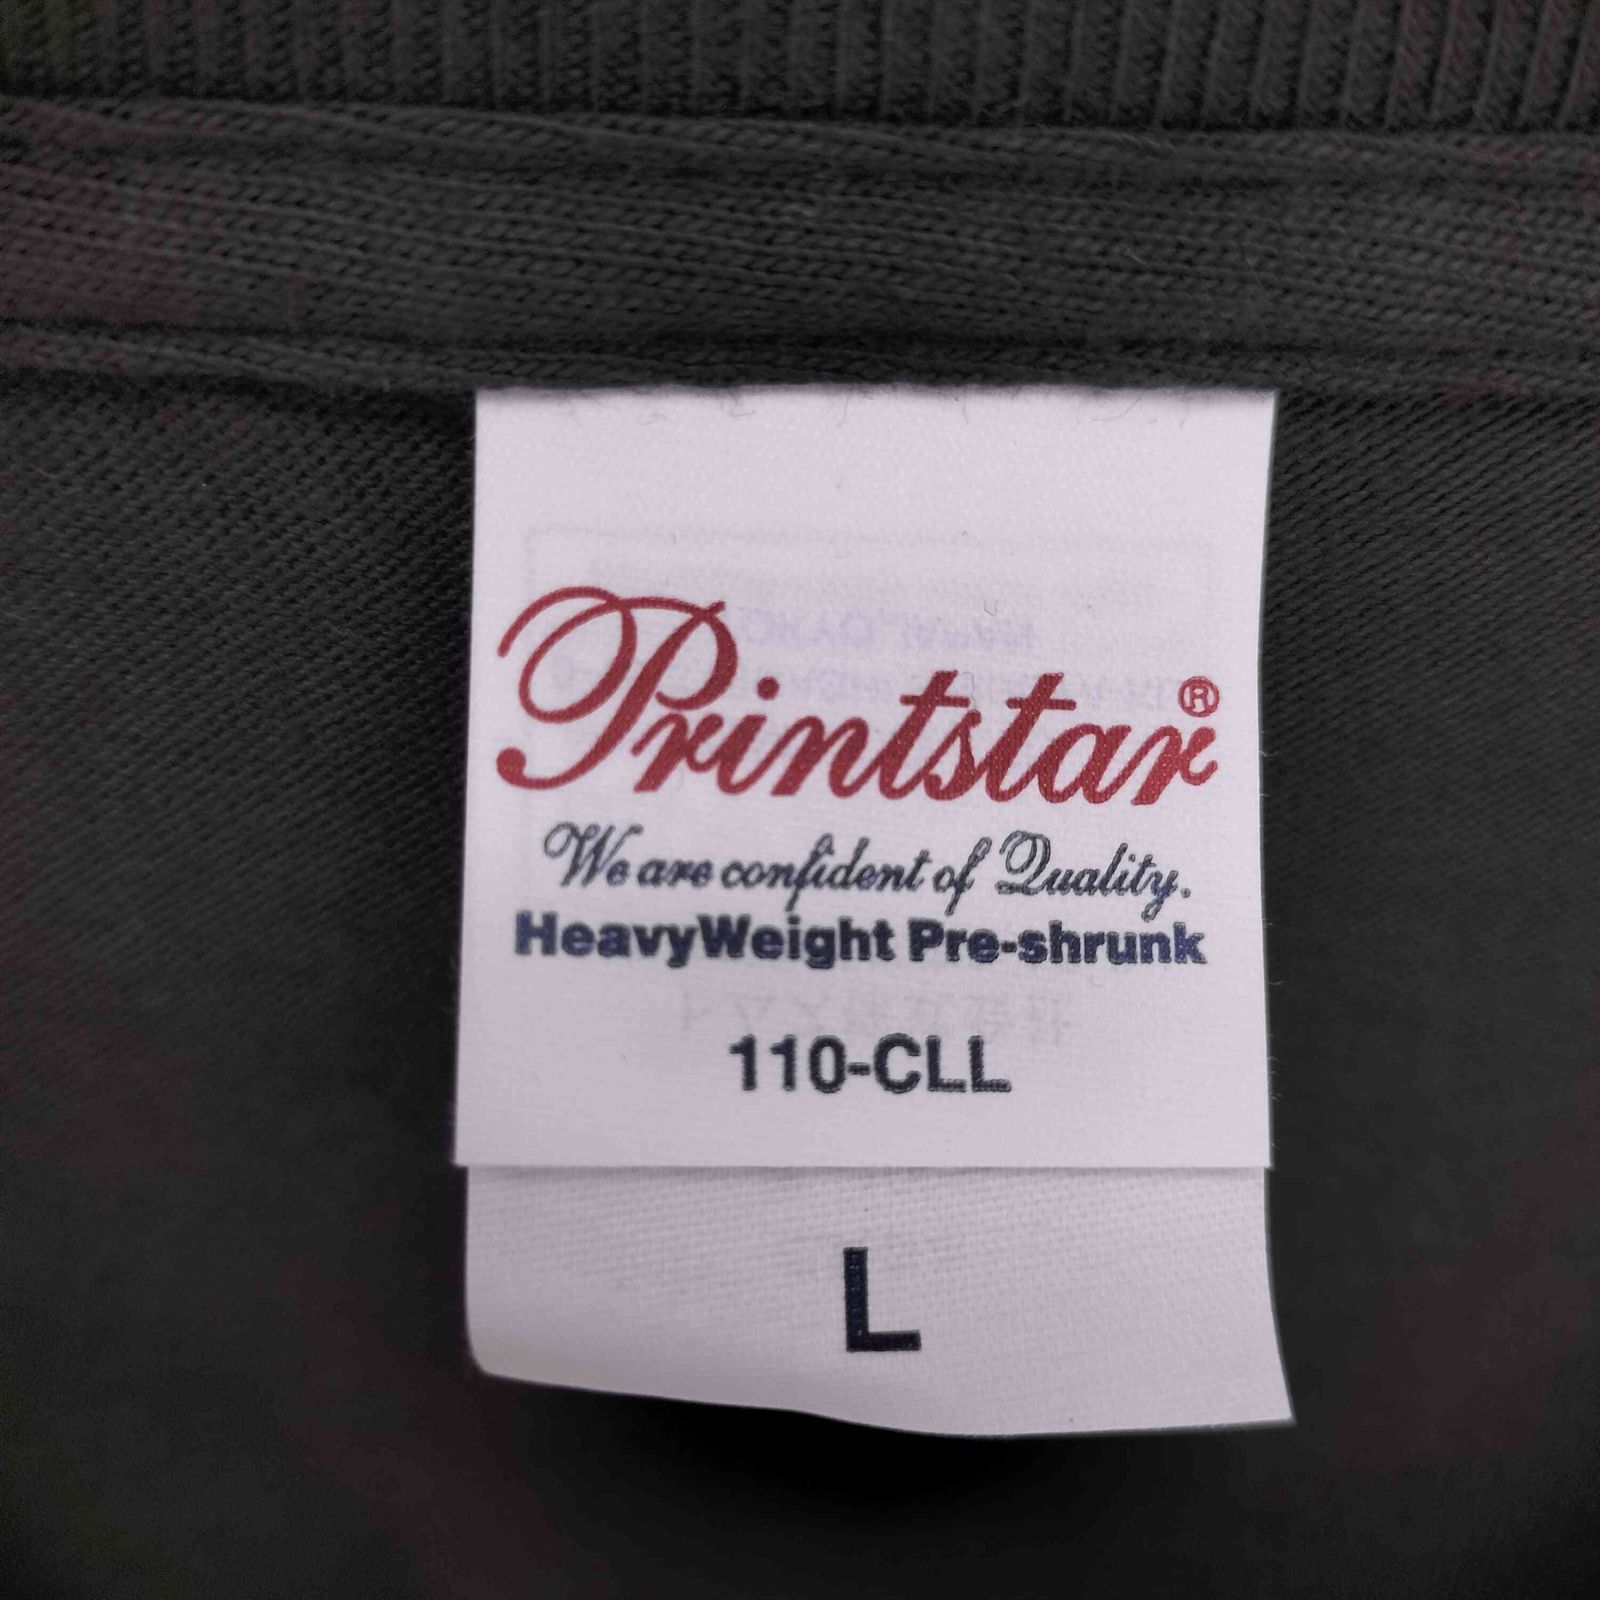 Printstar®
We are confident of Quality.
HeavyWeight Pre-shrunk
110-CLL
L